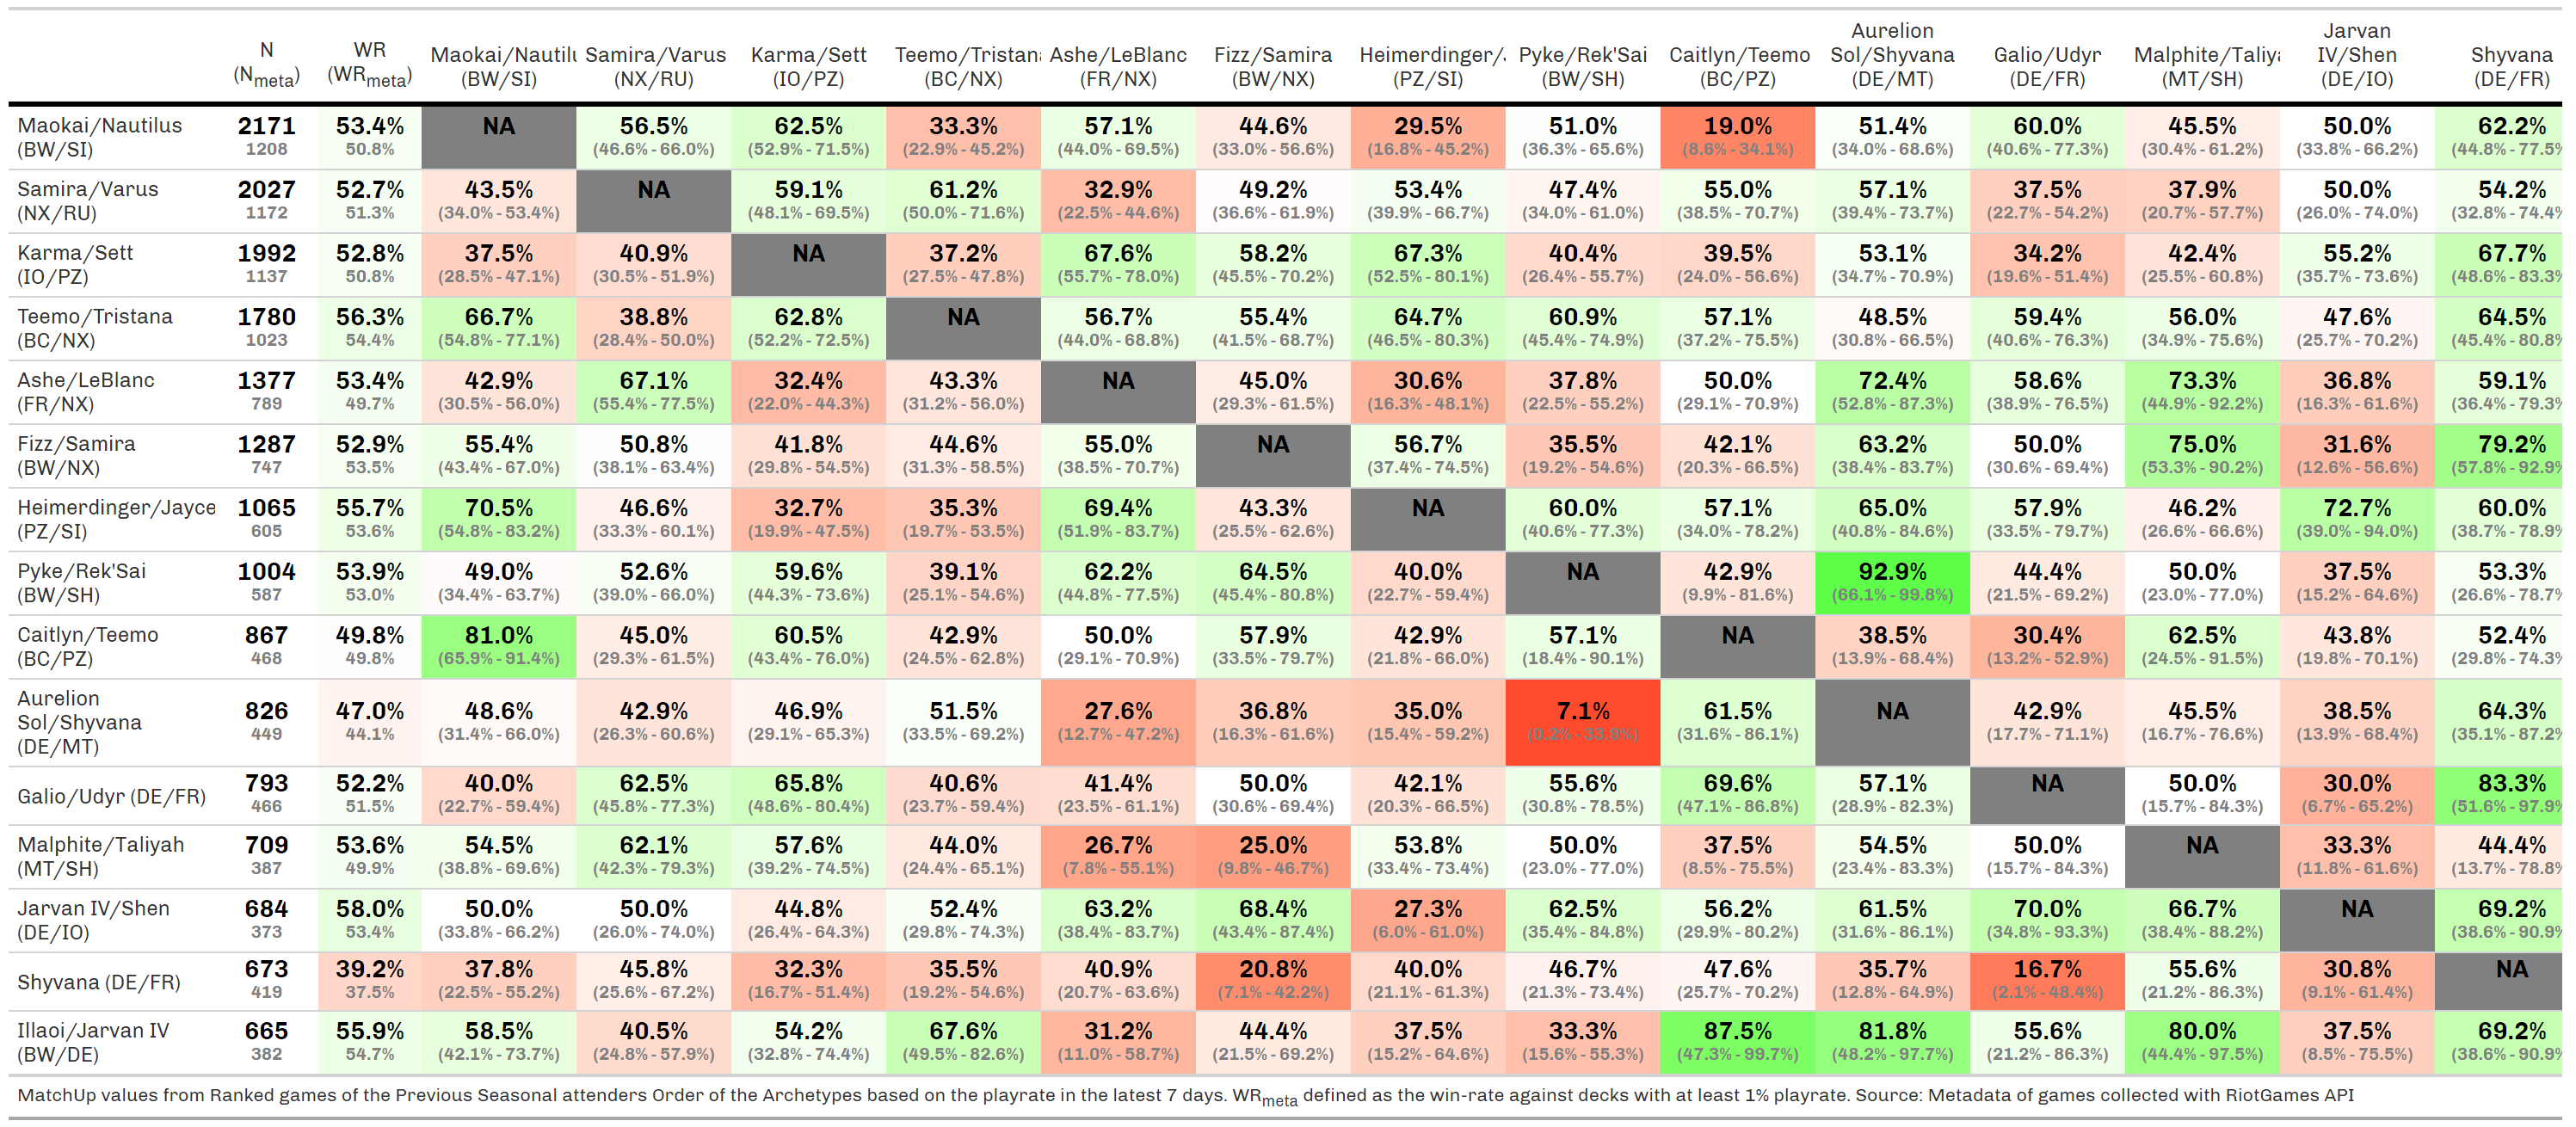 N (N_meta) WR (WR_meta) Maokai/Nautilu (BW/SI) Samira/Varus (NX/RU) Karma/Sett (IO/PZ) Teemo/Tristana (BC/NX) Ashe/LeBlanc (FR/NX) Fizz/Samira (BW/NX) Heimerdinger/J (PZ/SI) Pyke/Rek'Sai (BW/SH) Caitlyn/Teemo (BC/PZ) Aurelion Sol/Shyvana (DE/MT) Galio/Udyr (DE/FR) Malphite/Taliya (MT/SH) Jarvan IV/Shen (DE/IO) Shyvana (DE/FR)
Maokai/Nautilus 2171 53.4% NA 56.5% 62.5% 33.3% 57.1% 44.6% 29.5% 51.0% 19.0% 51.4% 60.0% 45.5% 50.0% 62.2%
(BW/SI) 1208 50.8% (46.6% - 66.0%) (52.9% - 71.5%) (22.9% - 45.2%) (44.0% - 69.5%) (33.0% - 56.6%) (16.8% - 45.2%) (36.3% - 65.6%) (8.6% - 34.1%) (34.0% - 68.6%) (40.6% - 77.3%) (30.4% - 61.2%) (33.8% - 66.2%) (44.8% - 77.5%
Samira/Varus 2027 52.7% 43.5% NA 59.1% 61.2% 32.9% 49.2% 53.4% 47.4% 55.0% 57.1% 37.5% 37.9% 50.0% 54.2%
(NX/RU) 1172 51.3% (34.0% - 53.4%) (48.1% - 69.5%) (50.0% - 71.6%) (22.5% - 44.6%) (36.6% - 61.9%) (39.9% - 66.7%) (34.0% - 61.0%) (38.5% - 70.7%) (39.4% - 73.7%) (22.7% - 54.2%) (20.7% - 57.7%) (26.0% - 74.0%) (32.8% - 74.4%
Karma/Sett 1992 52.8% 37.5% 40.9% NA 37.2% 67.6% 58.2% 67.3% 40.4% 39.5% 53.1% 34.2% 42.4% 55.2% 67.7%
(IO/PZ) 1137 50.8% (28.5% - 47.1%) (30.5% - 51.9%) (27.5% - 47.8%) (55.7% - 78.0%) (45.5% - 70.2%) (52.5% - 80.1%) (26.4% - 55.7%) (24.0% - 56.6%) (34.7% - 70.9%) (19.6% - 51.4%) (25.5% - 60.8%) (35.7% - 73.6%) (48.6% - 83.3%
Teemo/Tristana 1780 56.3% 66.7% 38.8% 62.8% NA 56.7% 55.4% 64.7% 60.9% 57.1% 48.5% 59.4% 56.0% 47.6% 64.5%
(BC/NX) 1023 54.4% (54.8% - 77.1%) (28.4% - 50.0%) (52.2% - 72.5%) (44.0% - 68.8%) (41.5% - 68.7%) (46.5% - 80.3%) (45.4% - 74.9%) (37.2% - 75.5%) (30.8% - 66.5%) (40.6% - 76.3%) (34.9% - 75.6%) (25.7% - 70.2%) (45.4% - 80.8%
Ashe/LeBlanc 1377 53.4% 42.9% 67.1% 32.4% 43.3% NA 45.0% 30.6% 37.8% 50.0% 72.4% 58.6% 73.3% 36.8% 59.1%
(FR/NX) 789 49.7% (30.5% - 56.0%) (55.4% - 77.5%) (22.0% - 44.3%) (31.2% - 56.0%) (29.3% - 61.5%) (16.3% - 48.1%) (22.5% - 55.2%) (29.1% - 70.9%) (52.8% - 87.3%) (38.9% - 76.5%) (44.9% - 92.2%) (16.3% - 61.6%) (36.4% - 79.3%
Fizz/Samira 1287 52.9% 55.4% 50.8% 41.8% 44.6% 55.0% NA 56.7% 35.5% 42.1% 63.2% 50.0% 75.0% 31.6% 79.2%
(BW/NX) 747 53.5% (43.4% - 67.0%) (38.1% - 63.4%) (29.8% - 54.5%) (31.3% - 58.5%) (38.5% - 70.7%) (37.4% - 74.5%) (19.2% - 54.6%) (20.3% - 66.5%) (38.4% - 83.7%) (30.6% - 69.4%) (53.3% - 90.2%) (12.6% - 56.6%) (57.8% - 92.9%
Heimerdinger/Jayce 1065 55.7% 70.5% 46.6% 32.7% 35.3% 69.4% 43.3% NA 60.0% 57.1% 65.0% 57.9% 46.2% 72.7% 60.0%
(PZ/SI) 605 53.6% (54.8% - 83.2%) (33.3% - 60.1%) (19.9% - 47.5%) (19.7% - 53.5%) (51.9% - 83.7%) (25.5% - 62.6%) (40.6% - 77.3%) (34.0% - 78.2%) (40.8% - 84.6%) (33.5% - 79.7%) (26.6% - 66.6%) (39.0% - 94.0%) (38.7% - 78.9%
Pyke/Rek'Sai 1004 53.9% 49.0% 52.6% 59.6% 39.1% 62.2% 64.5% 40.0% NA 42.9% 92.9% 44.4% 50.0% 37.5% 53.3%
(BW/SH) 587 53.0% (34.4% - 63.7%) (39.0% - 66.0%) (44.3% - 73.6%) (25.1% - 54.6%) (44.8% - 77.5%) (45.4% - 80.8%) (22.7% - 59.4%) (9.9% - 81.6%) (66.1% - 99.8%) (21.5% - 69.2%) (23.0% - 77.0%) (15.2% - 64.6%) (26.6% - 78.7%
Caitlyn/Teemo 867 49.8% 81.0% 45.0% 60.5% 42.9% 50.0% 57.9% 42.9% 57.1% NA 38.5% 30.4% 62.5% 43.8% 52.4%
(BC/PZ) 468 49.8% (65.9% - 91.4%) (29.3% - 61.5%) (43.4% - 76.0%) (24.5% - 62.8%) (29.1% - 70.9%) (33.5% - 79.7%) (21.8% - 66.0%) (18.4% - 90.1%) (13.9% - 68.4%) (13.2% - 52.9%) (24.5% - 91.5%) (19.8% - 70.1%) (29.8% - 74.3%
Aurelion
Sol/Shyvana 826 47.0% 48.6% 42.9% 46.9% 51.5% 27.6% 36.8% 35.0% 7.1% 61.5% NA 42.9% 45.5% 38.5% 64.3%
(DE/MT) 449 44.1% (31.4% - 66.0%) (26.3% - 60.6%) (29.1% - 65.3%) (33.5% - 69.2%) (12.7% - 47.2%) (16.3% - 61.6%) (15.4% - 59.2%) (0.2% - 33.9%) (31.6% - 86.1%) (17.7% - 71.1%) (16.7% - 76.6%) (13.9% - 68.4%) (35.1% - 87.2%
Galio/Udyr (DE/FR) 793 52.2% 40.0% 62.5% 65.8% 40.6% 41.4% 50.0% 42.1% 55.6% 69.6% 57.1% NA 50.0% 30.0% 83.3%
466 51.5% (22.7% - 59.4%) (45.8% - 77.3%) (48.6% - 80.4%) (23.7% - 59.4%) (23.5% - 61.1%) (30.6% - 69.4%) (20.3% - 66.5%) (30.8% - 78.5%) (47.1% - 86.8%) (28.9% - 82.3%) (15.7% - 84.3%) (6.7% - 65.2%) (51.6% - 97.9%
Malphite/Taliyah 709 53.6% 54.5% 62.1% 57.6% 44.0% 26.7% 25.0% 53.8% 50.0% 37.5% 54.5% 50.0% NA 33.3% 44.4%
(MT/SH) 387 49.9% (38.8% - 69.6%) (42.3% - 79.3%) (39.2% - 74.5%) (24.4% - 65.1%) (7.8% - 55.1%) (9.8% - 46.7%) (33.4% - 73.4%) (23.0% - 77.0%) (8.5% - 75.5%) (23.4% - 83.3%) (15.7% - 84.3%) (11.8% - 61.6%) (13.7% - 78.8%
Jarvan IV/Shen 684 58.0% 50.0% 50.0% 44.8% 52.4% 63.2% 68.4% 27.3% 62.5% 56.2% 61.5% 70.0% 66.7% NA 69.2%
(DE/IO) 373 53.4% (33.8% - 66.2%) (26.0% - 74.0%) (26.4% - 64.3%) (29.8% - 74.3%) (38.4% - 83.7%) (43.4% - 87.4%) (6.0% - 61.0%) (35.4% - 84.8%) (29.9% - 80.2%) (31.6% - 86.1%) (34.8% - 93.3%) (38.4% - 88.2%) (38.6% - 90.9%
Shyvana (DE/FR) 673 39.2% 37.8% 45.8% 32.3% 35.5% 40.9% 20.8% 40.0% 46.7% 47.6% 35.7% 16.7% 55.6% 30.8% NA
419 37.5% (22.5% - 55.2%) (25.6% - 67.2%) (16.7% - 51.4%) (19.2% - 54.6%) (20.7% - 63.6%) (7.1% - 42.2%) (21.1% - 61.3%) (21.3% - 73.4%) (25.7% - 70.2%) (12.8% - 64.9%) (2.1% - 48.4%) (21.2% - 86.3%) (9.1% - 61.4%)
Illaoi/Jarvan IV 665 55.9% 58.5% 40.5% 54.2% 67.6% 31.2% 44.4% 37.5% 33.3% 87.5% 81.8% 55.6% 80.0% 37.5% 69.2%
(BW/DE) 382 54.7% (42.1% - 73.7%) (24.8% - 57.9%) (32.8% - 74.4%) (49.5% - 82.6%) (11.0% - 58.7%) (21.5% - 69.2%) (15.2% - 64.6%) (15.6% - 55.3%) (47.3% - 99.7%) (48.2% - 97.7%) (21.2% - 86.3%) (44.4% - 97.5%) (8.5% - 75.5%) (38.6% - 90.9%
MatchUp values from Ranked games of the Previous Seasonal attenders Order of the Archetypes based on the playrate in the latest 7 days. WR_meta defined as the win-rate against decks with at least 1% playrate. Source: Metadata of games collected with RiotGames API